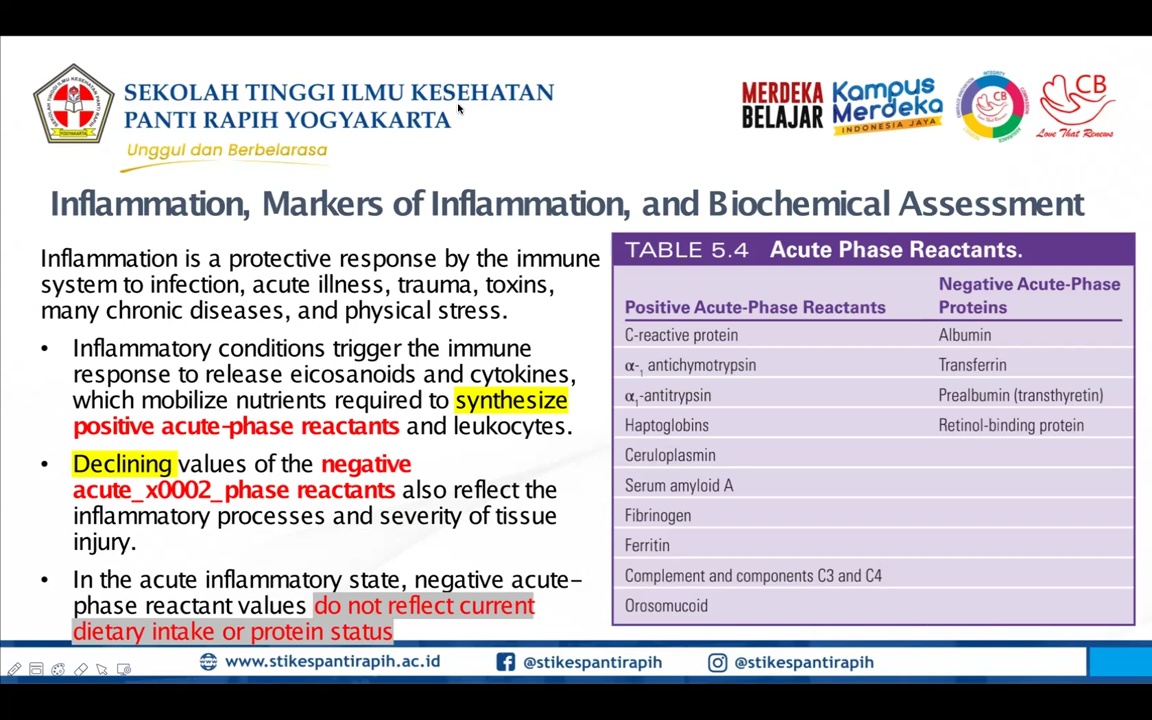 SEKOLAH TINGGI ILMU KESEHATAN
PANTI RAPIH YOGYAKARTA
Unggul dan Berbelarasa
MERDEKA
BELAJAR
Kampus
Merdeka
INDONESIA JAYA
CB
Love That Renews
Inflammation, Markers of Inflammation, and Biochemical Assessment
Inflammation is a protective response by the immune
system to infection, acute illness, trauma, toxins,
many chronic diseases, and physical stress.
• Inflammatory conditions trigger the immune
response to release eicosanoids and cytokines,
which mobilize nutrients required to synthesize
positive acute-phase reactants and leukocytes.
• Declining values of the negative
acute_x0002_phase reactants also reflect the
inflammatory processes and severity of tissue
injury.
• In the acute inflammatory state, negative acute-
phase reactant values do not reflect current
dietary intake or protein status
TABLE 5.4 Acute Phase Reactants.
Positive Acute-Phase Reactants
Negative Acute-Phase
Proteins
C-reactive protein Albumin
α-₁ antichymotrypsin Transferrin
α₁-antitrypsin Prealbumin (transthyretin)
Haptoglobins Retinol-binding protein
Ceruloplasmin
Serum amyloid A
Fibrinogen
Ferritin
Complement and components C3 and C4
Orosomucoid
www.stikespantirapih.ac.id @stikespantirapih @stikespantirapih